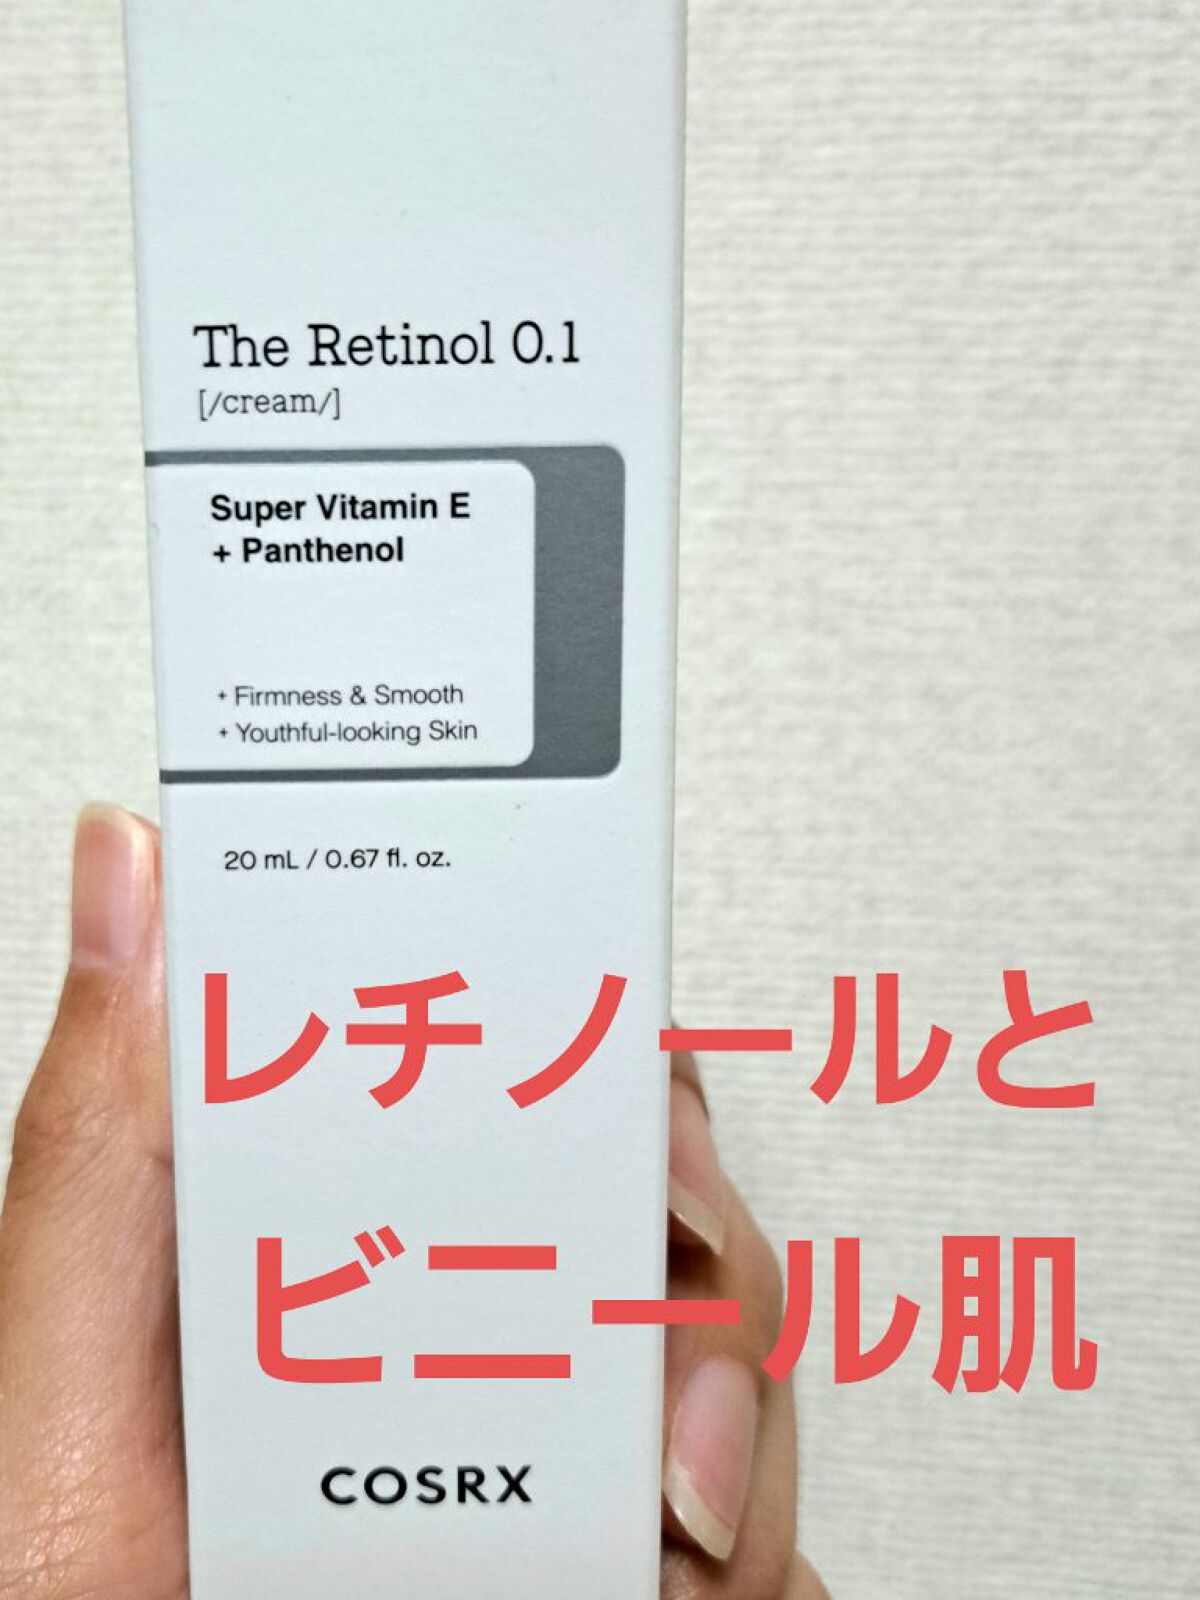 The Retinol 0.1
[/cream/]
Super Vitamin E
+ Panthenol
+ Firmness & Smooth
+ Youthful-looking Skin
20 mL / 0.67 fl. oz.
レチノールと
ビニール肌
COSRX